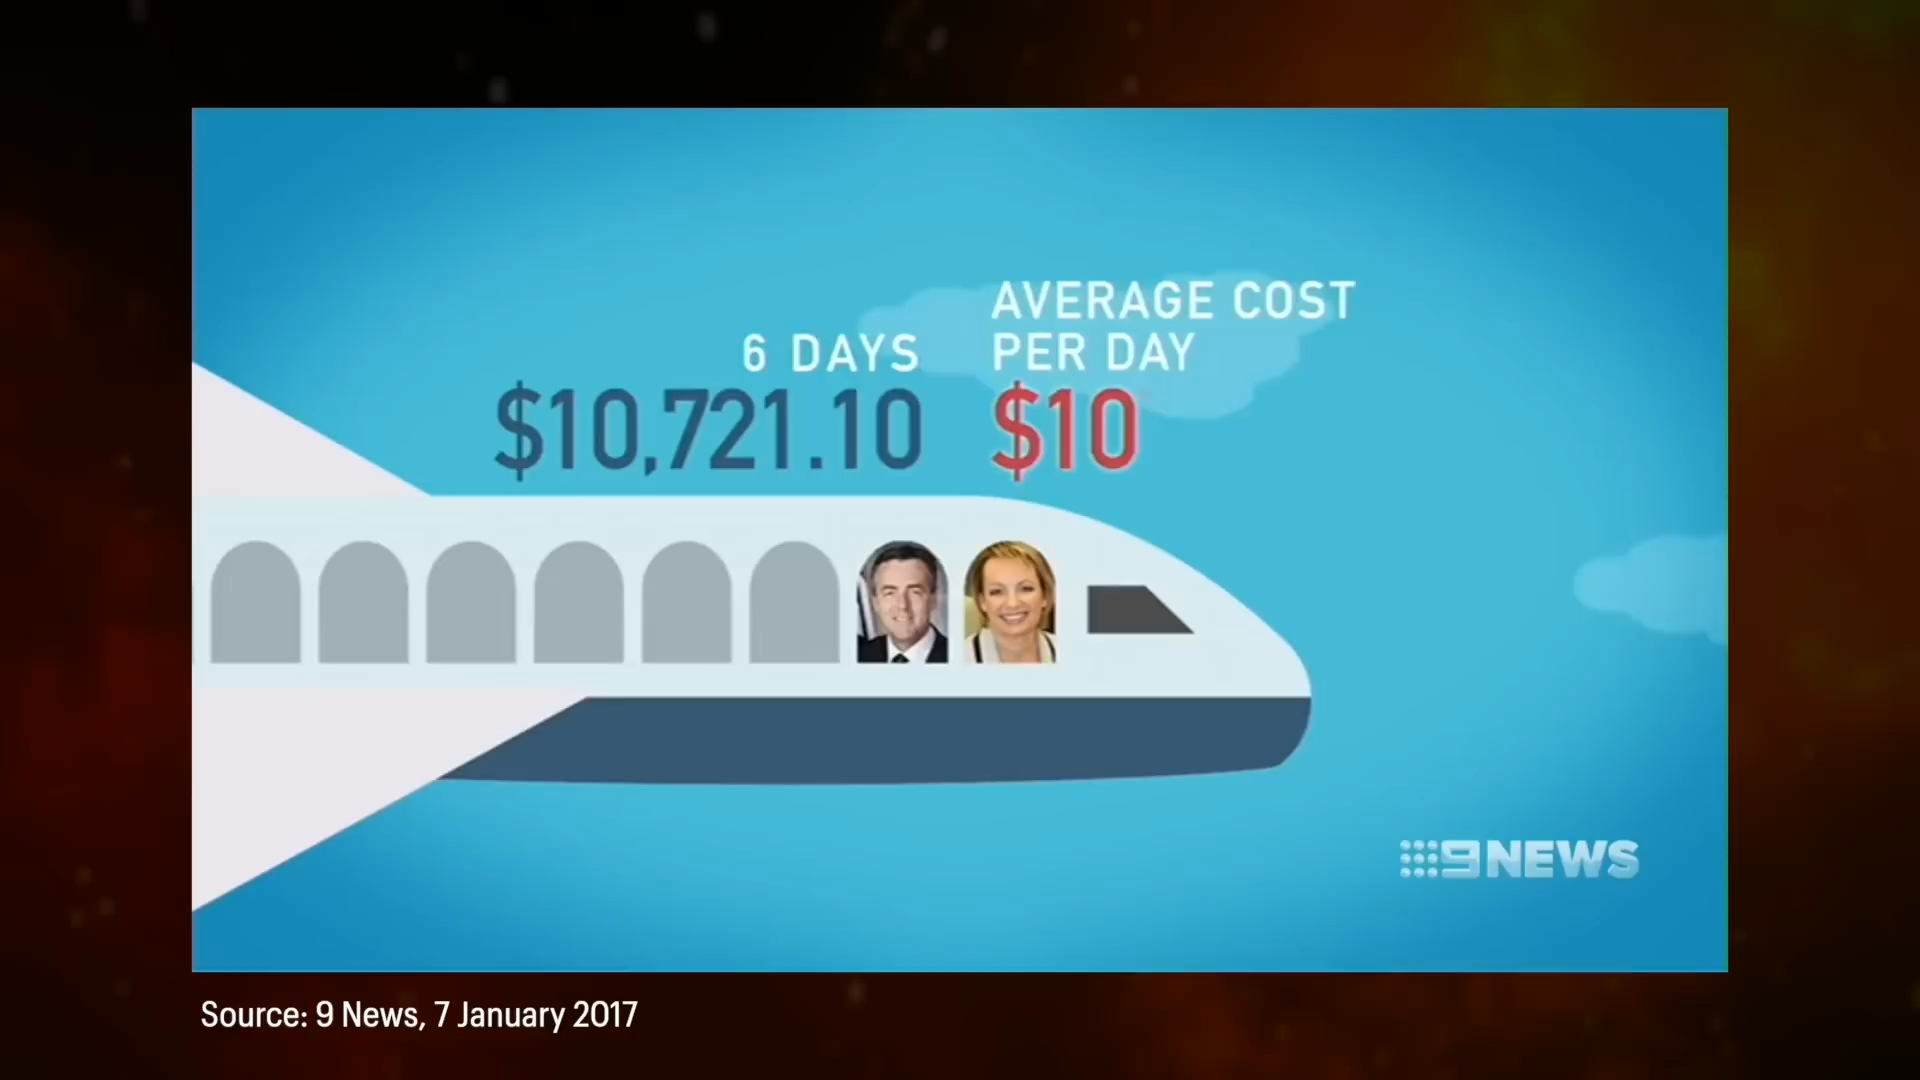 AVERAGE COST
6 DAYS PER DAY
$10,721.10 $10
9NEWS
Source: 9 News, 7 January 2017